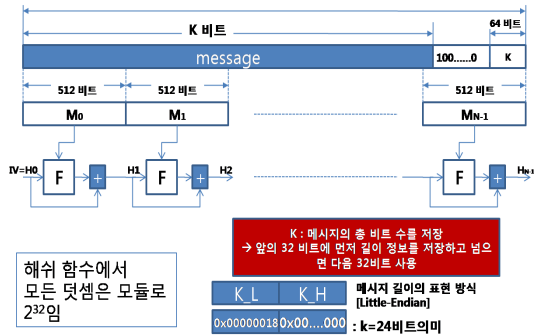 64 비트
K 비트
message
100......0
K
512 비트
512 비트
512 비트
M0
M1
MN-1
IV=H0
F
+
H1
F
+
H2
F
+
HN-1
K : 메시지의 총 비트 수를 저장
→ 앞의 32 비트에 먼저 길이 정보를 저장하고 넘으
면 다음 32비트 사용
해쉬 함수에서
모든 덧셈은 모듈로
2³²임
K_L
K_H
메시지 길이의 표현 방식
[Little-Endian]
0x00000018
0x00....000
: k=24비트의미